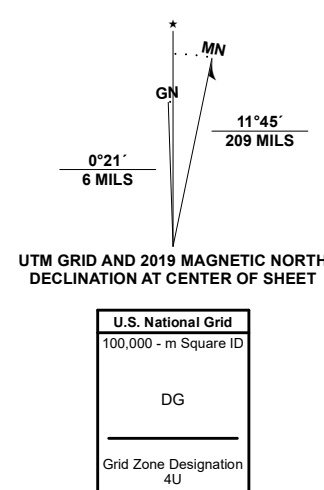 ★
MN
GN
11°45´
209 MILS
0°21´
6 MILS
UTM GRID AND 2019 MAGNETIC NORTH
DECLINATION AT CENTER OF SHEET
U.S. National Grid
100,000 - m Square ID
DG
Grid Zone Designation
4U